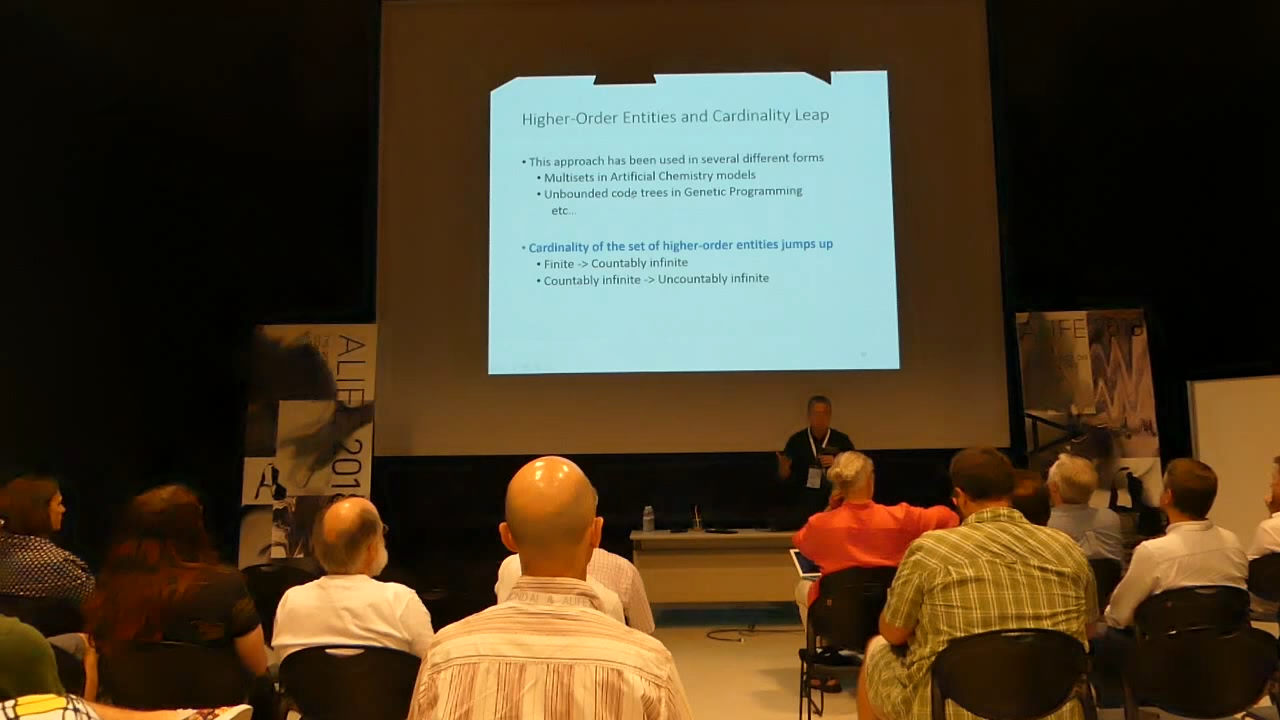 Higher-Order Entities and Cardinality Leap
• This approach has been used in several different forms
• Multisets in Artificial Chemistry models
• Unbounded code trees in Genetic Programming
etc...
• Cardinality of the set of higher-order entities jumps up
• Finite -> Countably infinite
• Countably infinite -> Uncountably infinite
ALIFE 2018
ALIFE 2018